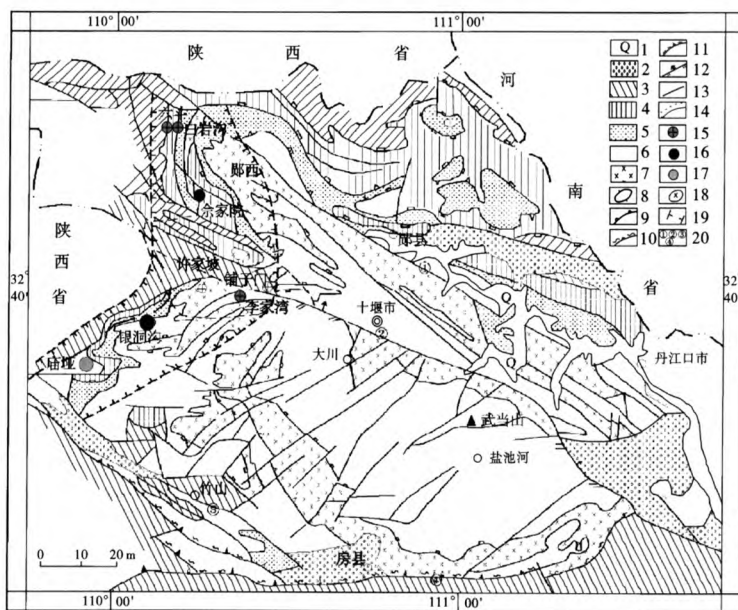 110°00′
111°00′
陕西省
河
南
省
Q 1
2
3
4
5
6
7
8
9
10
11
12
13
14
15
16
17
18
19
20
白岩沟
郧西
佘家院
郧县
陕西省
32°40′
32°40′
许家坡
铺子
李家湾
十堰市
银洞沟
大川
庙垭
丹江口市
武当山
盐池河
竹山
房县
Q
Q
0 10 20 m
110°00′
111°00′